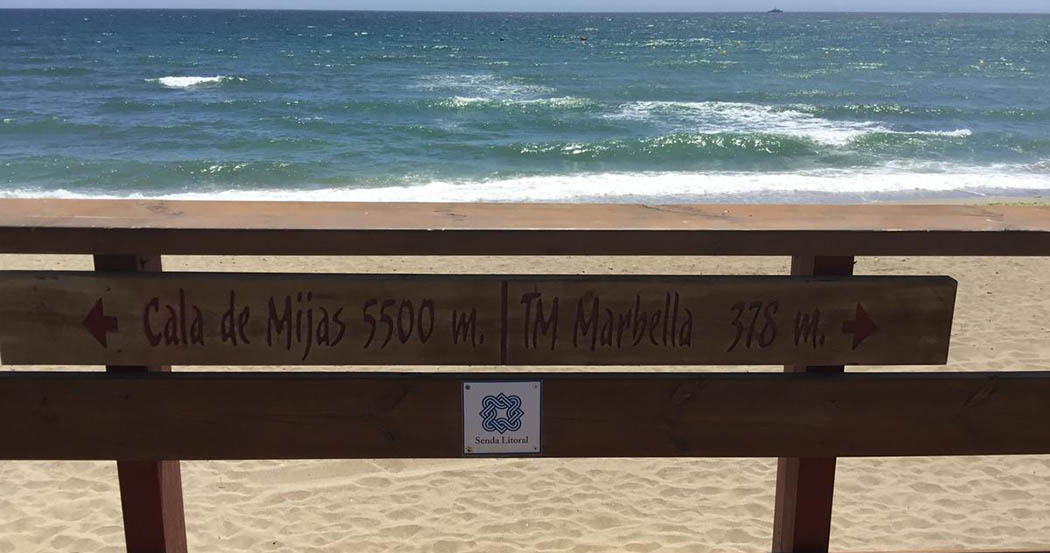 Cala de Mijas 5500 m. TM Marbella 378 m.
Senda Litoral